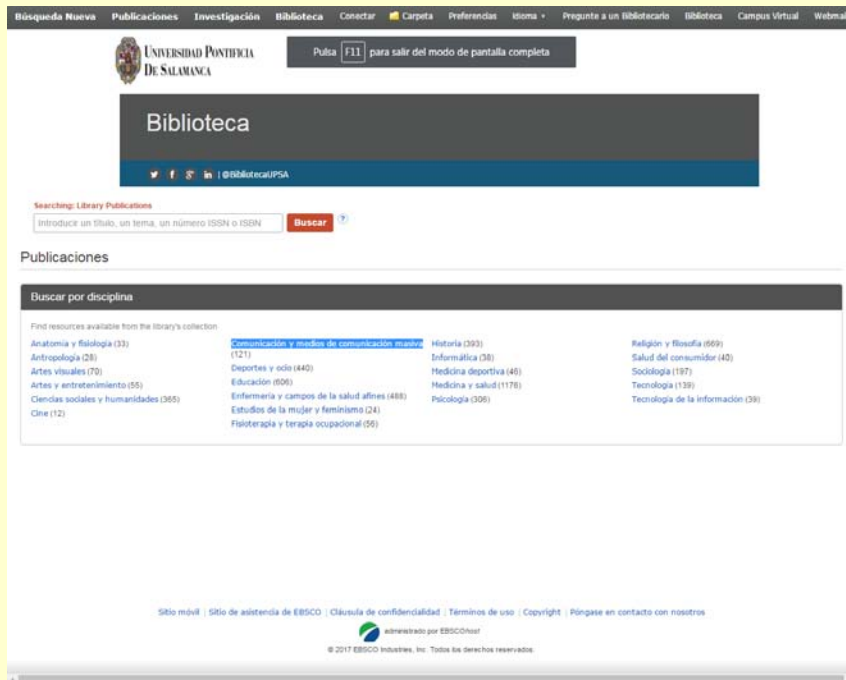 Búsqueda Nueva Publicaciones Investigación Biblioteca Conectar Carpeta Preferencias Idioma Pregunte a un Bibliotecario Biblioteca Campus Virtual Webmai
UNIVERSIDAD PONTIFICIA
DE SALAMANCA
Pulsa F11 para salir del modo de pantalla completa
Biblioteca
| @BibliotecaUPSA
Searching: Library Publications
Introducir un título, un tema, un número ISSN o ISBN Buscar
Publicaciones
Buscar por disciplina
Find resources available from the library's collection
Anatomía y fisiología (33)
Antropología (28)
Artes visuales (70)
Artes y entretenimiento (55)
Ciencias sociales y humanidades (365)
Cine (12)
Comunicación y medios de comunicación masiva
(121)
Deportes y ocio (440)
Educación (606)
Enfermería y campos de la salud afines (488)
Estudios de la mujer y feminismo (24)
Fisioterapia y terapia ocupacional (56)
Historia (393)
Informática (38)
Medicina deportiva (46)
Medicina y salud (1176)
Psicología (306)
Religión y filosofía (669)
Salud del consumidor (40)
Sociología (197)
Tecnología (139)
Tecnología de la información (39)
Sitio móvil | Sitio de asistencia de EBSCO | Cláusula de confidencialidad | Términos de uso | Copyright | Póngase en contacto con nosotros
administrado por EBSCOhost
© 2017 EBSCO Industries, Inc. Todos los derechos reservados.